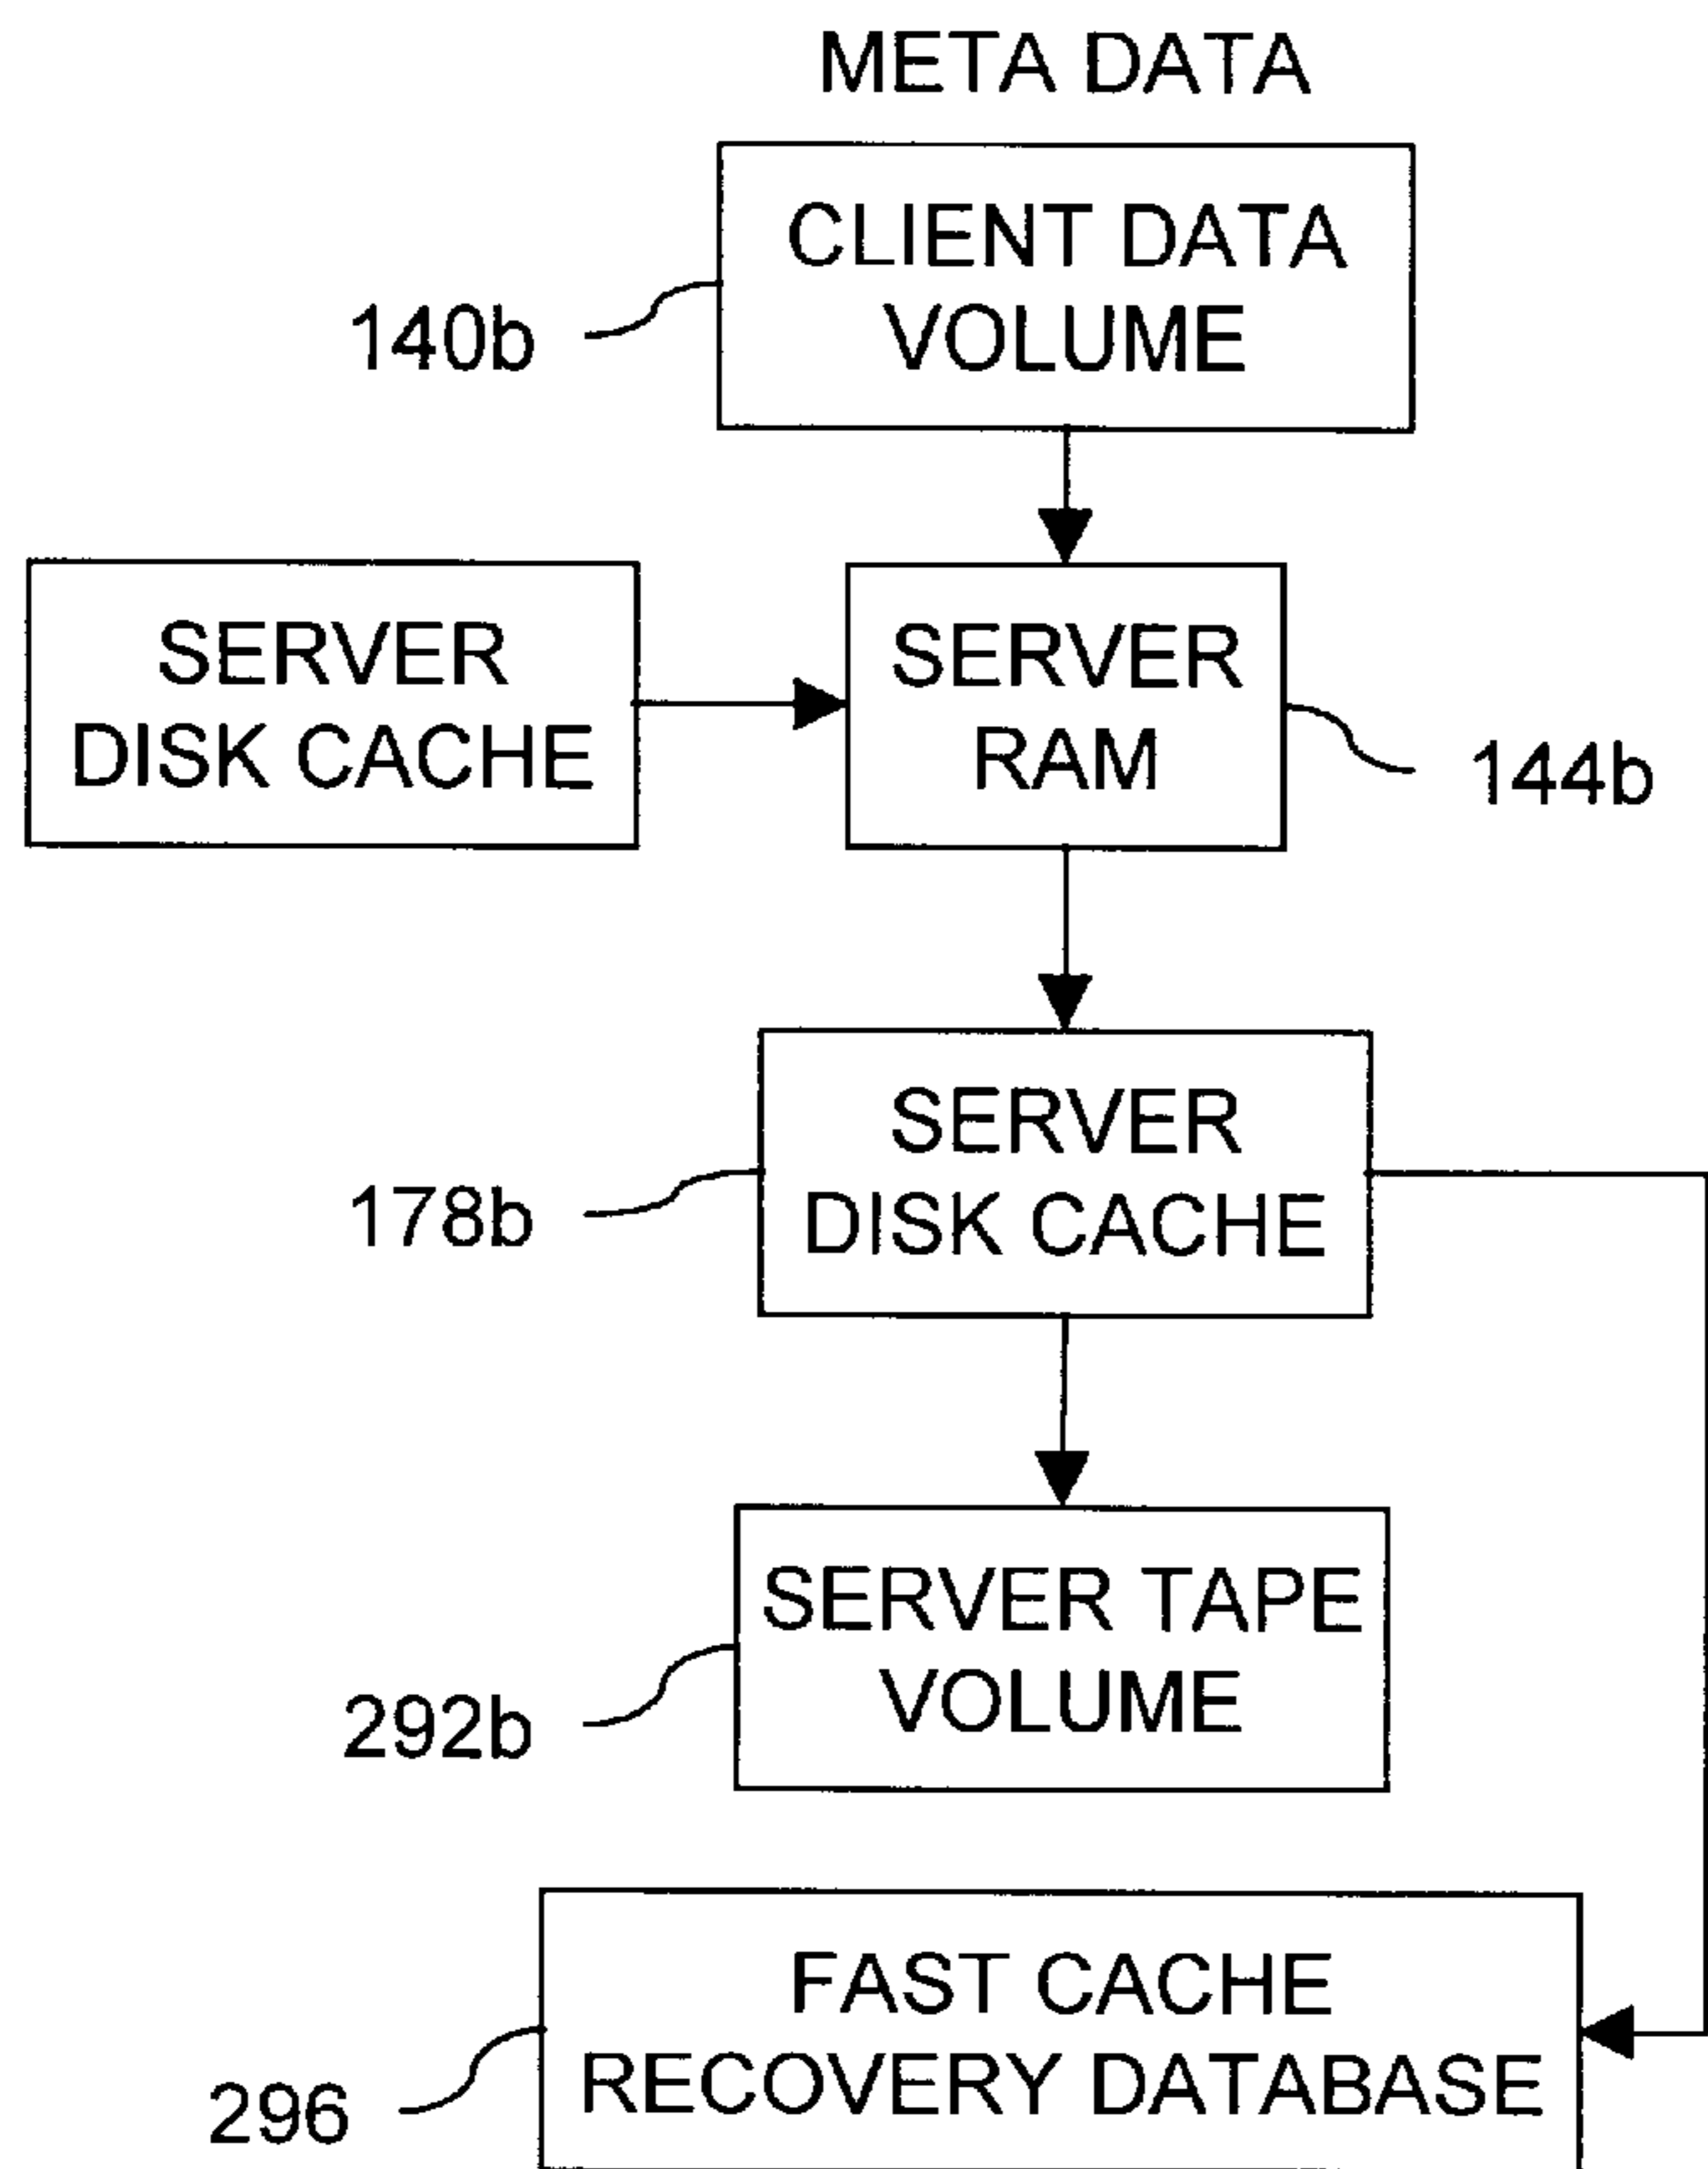 META DATA
CLIENT DATA
VOLUME
140b
SERVER
DISK CACHE
SERVER
RAM
144b
SERVER
DISK CACHE
178b
SERVER TAPE
VOLUME
292b
FAST CACHE
RECOVERY DATABASE
296